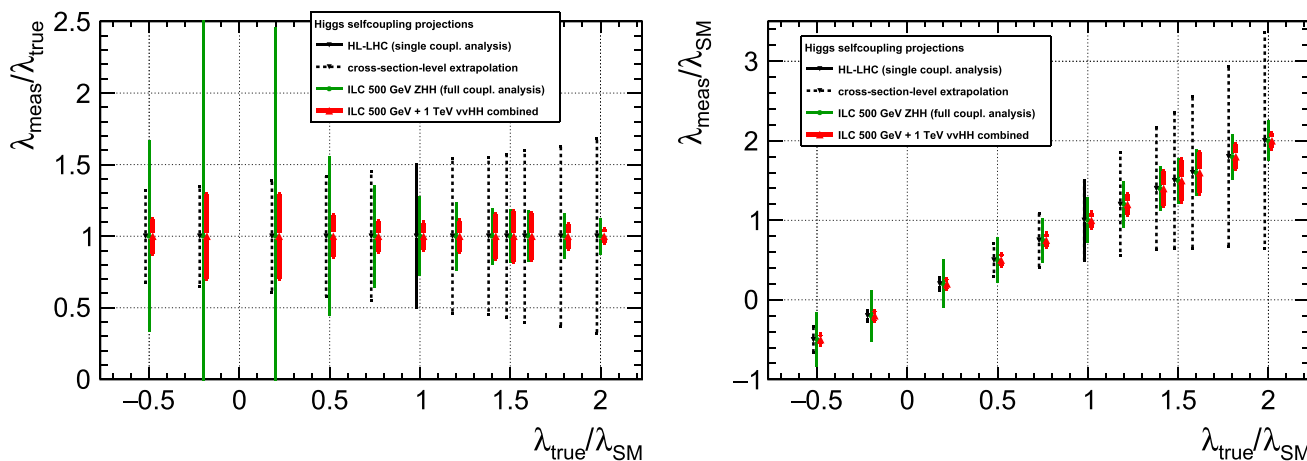 λmeas/λtrue
2.5
2
1.5
1
0.5
0
Higgs selfcoupling projections
HL-LHC (single coupl. analysis)
cross-section-level extrapolation
ILC 500 GeV ZHH (full coupl. analysis)
ILC 500 GeV + 1 TeV vvHH combined
−0.5 0 0.5 1 1.5 2
λtrue/λSM
λmeas/λSM
3
2
1
0
−1
Higgs selfcoupling projections
HL-LHC (single coupl. analysis)
cross-section-level extrapolation
ILC 500 GeV ZHH (full coupl. analysis)
ILC 500 GeV + 1 TeV vvHH combined
−0.5 0 0.5 1 1.5 2
λtrue/λSM